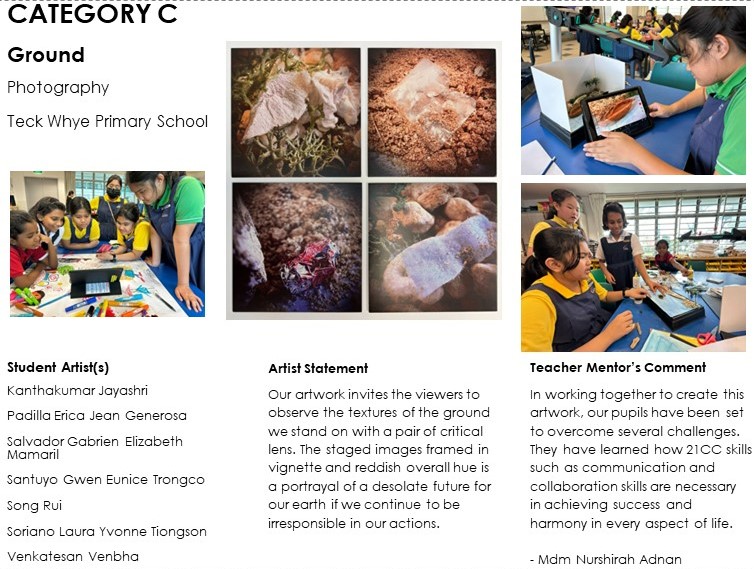 CATEGORY C
Ground
Photography
Teck Whye Primary School
Student Artist(s)
Kanthakumar Jayashri
Padilla Erica Jean Generosa
Salvador Gabrien Elizabeth
Mamaril
Santuyo Gwen Eunice Trongco
Song Rui
Soriano Laura Yvonne Tiongson
Venkatesan Venbha
Artist Statement
Our artwork invites the viewers to
observe the textures of the ground
we stand on with a pair of critical
lens. The staged images framed in
vignette and reddish overall hue is
a portrayal of a desolate future for
our earth if we continue to be
irresponsible in our actions.
Teacher Mentor's Comment
In working together to create this
artwork, our pupils have been set
to overcome several challenges.
They have learned how 21CC skills
such as communication and
collaboration skills are necessary
in achieving success and
harmony in every aspect of life.
- Mdm Nurshirah Adnan